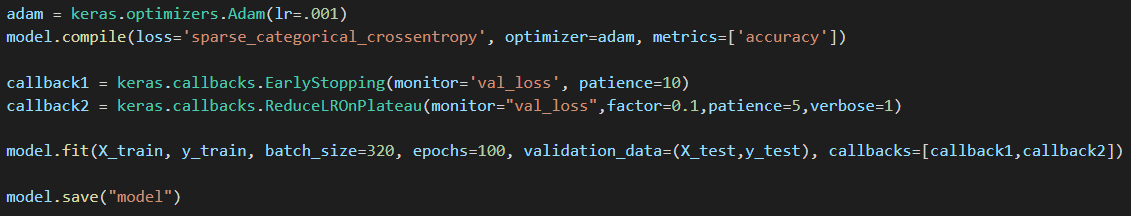 adam = keras.optimizers.Adam(lr=.001)
model.compile(loss='sparse_categorical_crossentropy', optimizer=adam, metrics=['accuracy'])
callback1 = keras.callbacks.EarlyStopping(monitor='val_loss', patience=10)
callback2 = keras.callbacks.ReduceLROnPlateau(monitor="val_loss",factor=0.1,patience=5,verbose=1)
model.fit(X_train, y_train, batch_size=320, epochs=100, validation_data=(X_test,y_test), callbacks=[callback1,callback2])
model.save("model")